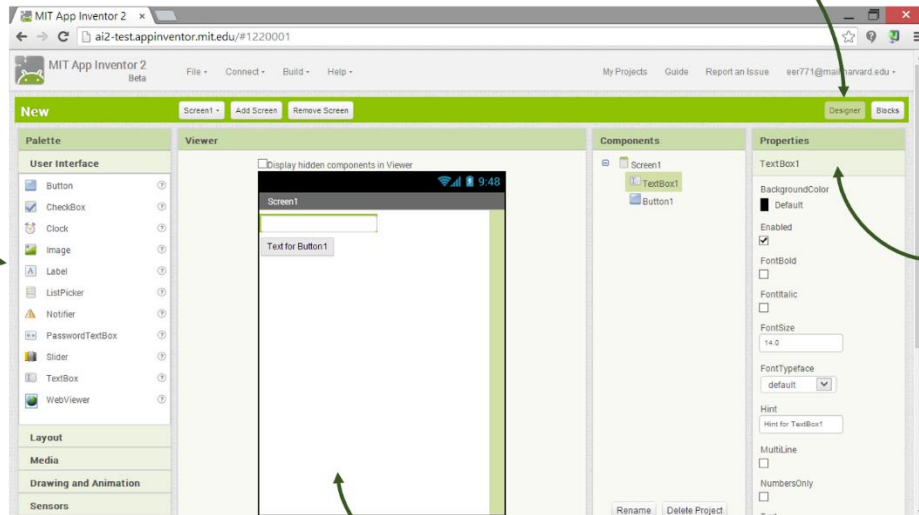 MIT App Inventor 2
ai2-test.appinventor.mit.edu/#1220001
MIT App Inventor 2
Beta
File Connect Build Help
My Projects Guide Report an Issue
New
Screen1 Add Screen Remove Screen
Designer Blocks
Palette
User Interface
Button
CheckBox
Clock
Image
Label
ListPicker
Notifier
PasswordTextBox
Slider
TextBox
WebViewer
Layout
Media
Drawing and Animation
Sensors
Viewer
Display hidden components in Viewer
9:48
Screen1
Text for Button1
Components
Screen1
TextBox1
Button1
Rename Delete Project
Properties
TextBox1
BackgroundColor
Default
Enabled
FontBold
FontItalic
FontSize
14.0
FontTypeface
default
Hint
Hint for TextBox1
MultiLine
NumbersOnly